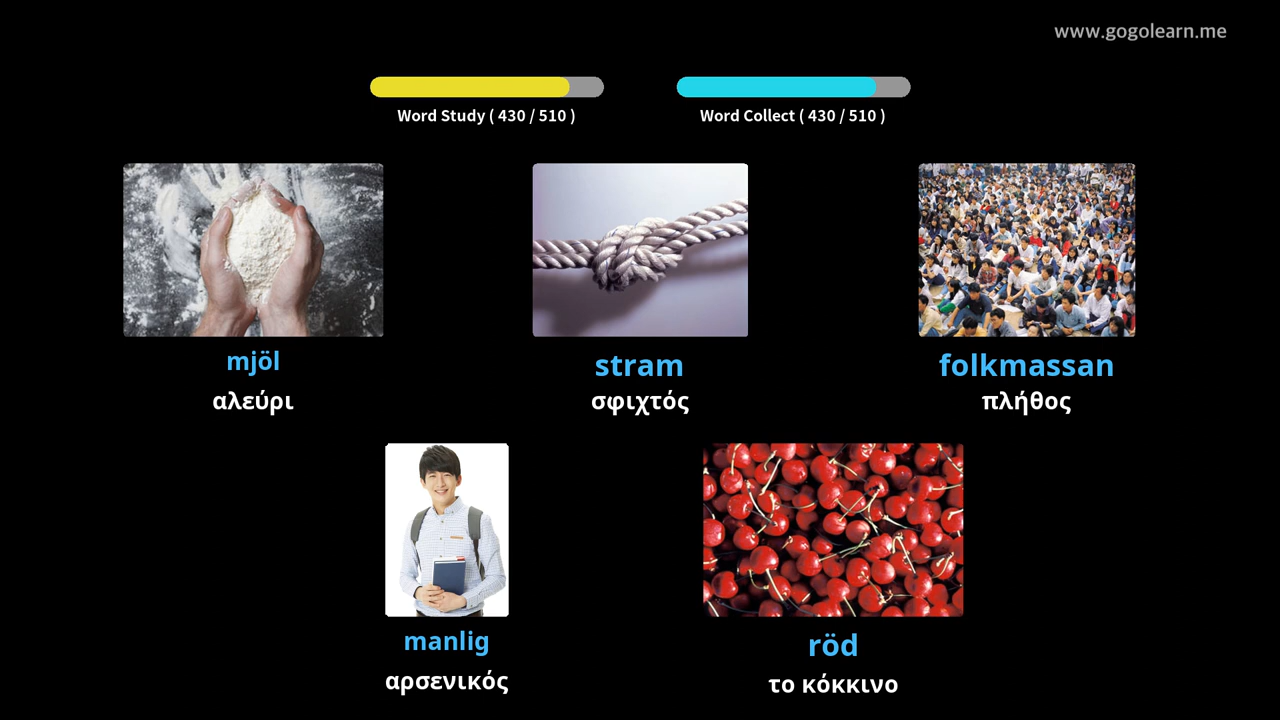 www.gogolearn.me
Word Study ( 430 / 510 )
Word Collect ( 430 / 510 )
mjöl
αλεύρι
stram
σφιχτός
folkmassan
πλήθος
manlig
αρσενικός
röd
το κόκκινο